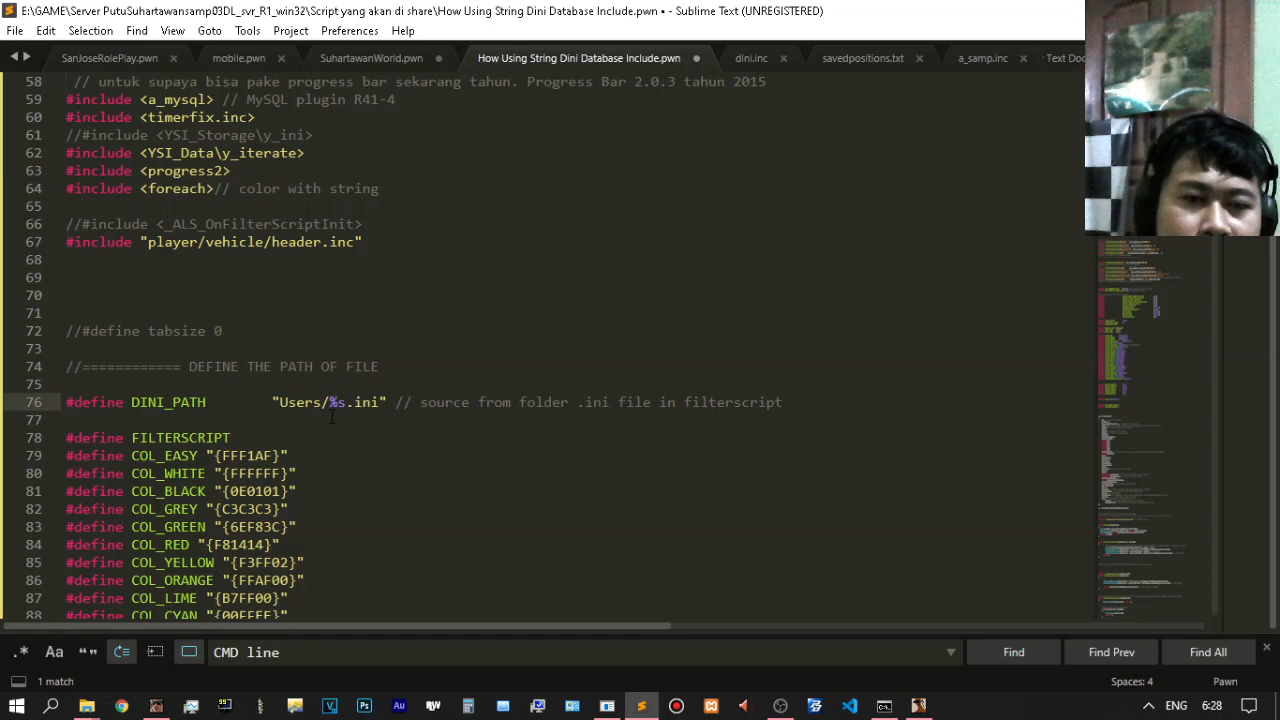 E:\GAME\Server PutuSuhartawansamp03DL_svr_R1_win32\Script yang akan di share\How Using String Dini Database Include.pwn • - Sublime Text (UNREGISTERED)
File Edit Selection Find View Goto Tools Project Preferences Help
SanJoseRolePlay.pwn mobile.pwn SuhartawanWorld.pwn How Using String Dini Database Include.pwn dini.inc savedpositions.txt a_samp.inc Text Doc
58 // untuk supaya bisa pake progress bar sekarang tahun. Progress Bar 2.0.3 tahun 2015
59 #include <a_mysql> // MySQL plugin R41-4
60 #include <timerfix.inc>
61 //#include <YSI_Storage\y_ini>
62 #include <YSI_Data\y_iterate>
63 #include <progress2>
64 #include <foreach>// color with string
65
66 //#include <_ALS_OnFilterScriptInit>
67 #include "player/vehicle/header.inc"
68
69
70
71
72 //#define tabsize 0
73
74 //============ DEFINE THE PATH OF FILE
75
76 #define DINI_PATH "Users/%s.ini" // source from folder .ini file in filterscript
77
78 #define FILTERSCRIPT
79 #define COL_EASY "{FFF1AF}"
80 #define COL_WHITE "{FFFFFF}"
81 #define COL_BLACK "{0E0101}"
82 #define COL_GREY "{C3C3C3}"
83 #define COL_GREEN "{6EF83C}"
84 #define COL_RED "{F81414}"
85 #define COL_YELLOW "{F3FF02}"
86 #define COL_ORANGE "{FFAF00}"
87 #define COL_LIME "{B7FF00}"
88 #define COL_CYAN "{00FFFF}"
.* Aa CMD line Find Find Prev Find All
1 match Spaces: 4 Pawn
6:28